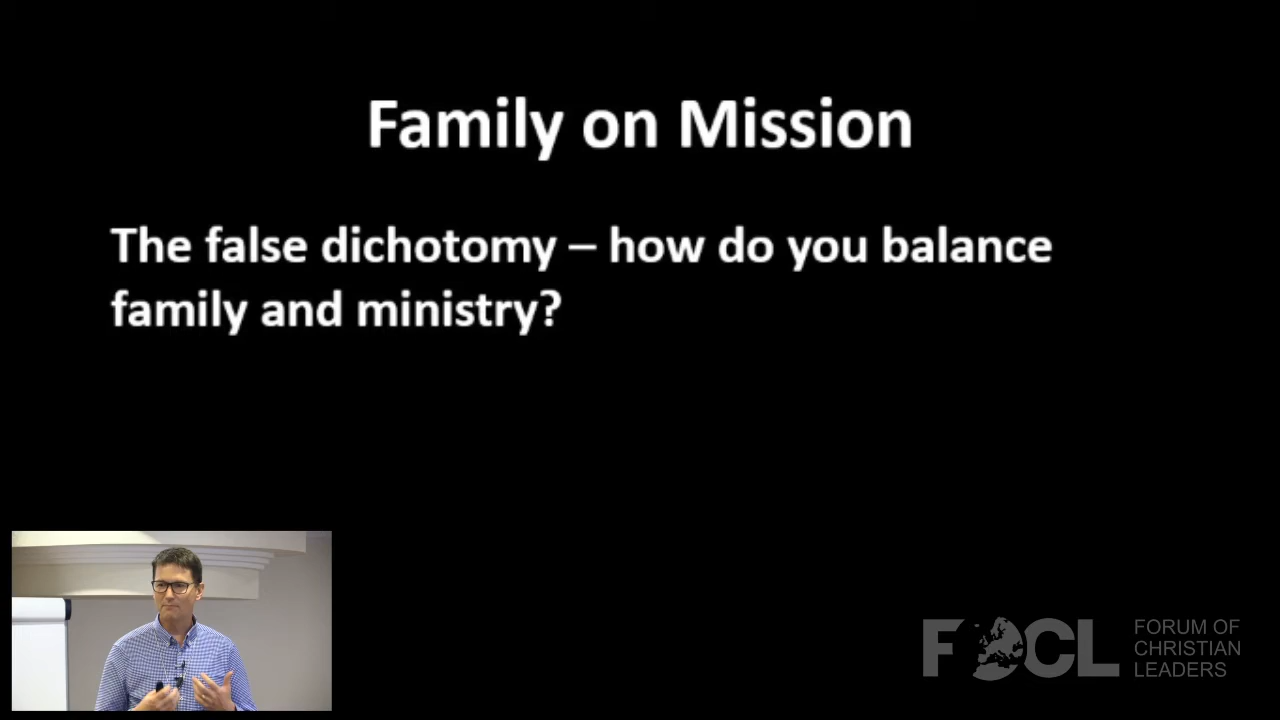 Family on Mission
The false dichotomy – how do you balance
family and ministry?
FOCL
FORUM OF
CHRISTIAN
LEADERS